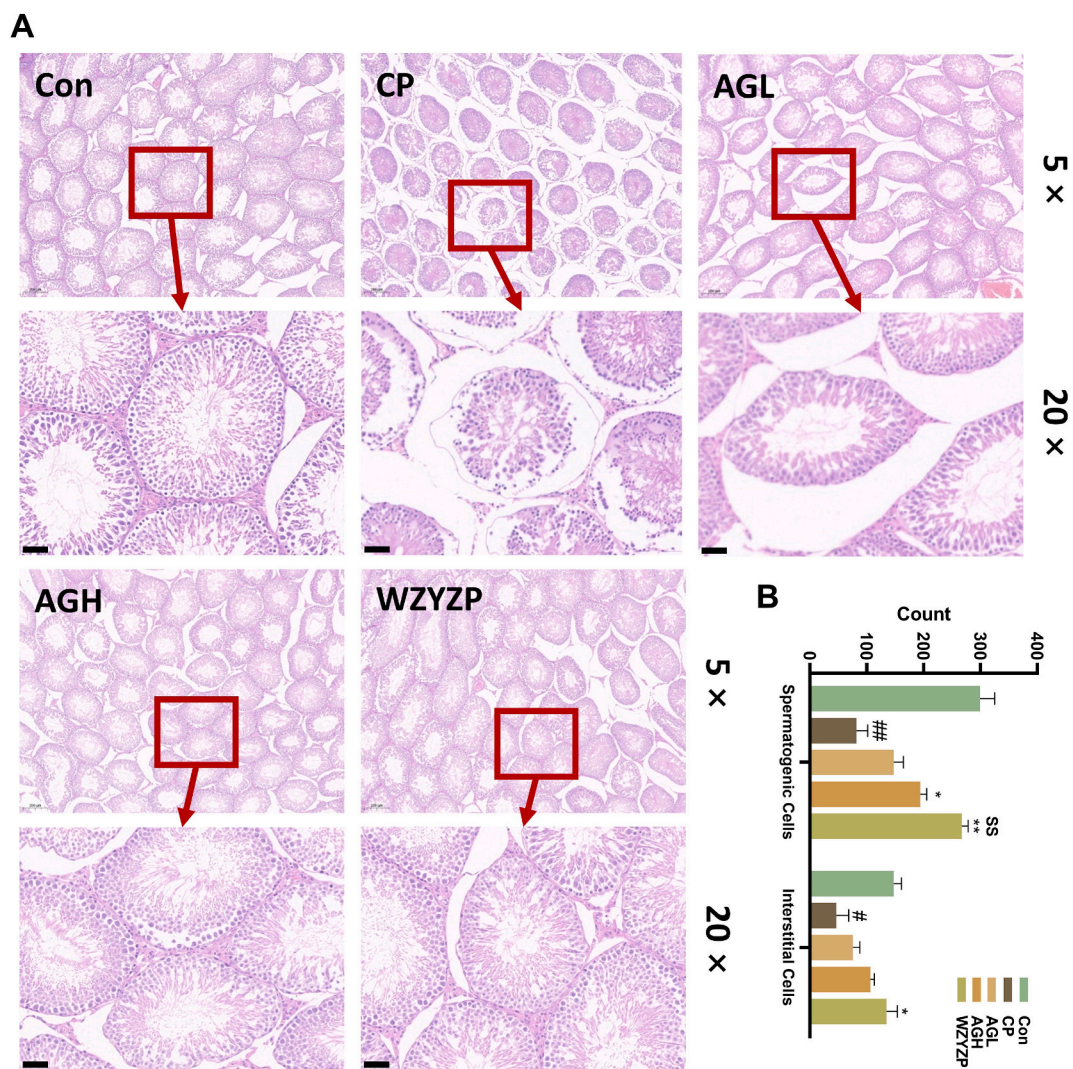 A
Con
CP
AGL
5 ×
20 ×
AGH
WZYZP
5 ×
20 ×
B
Count
0
100
200
300
400
Spermatogenic Cells
Interstitial Cells
##
*
**
SS
#
*
Con
CP
AGL
AGH
WZYZP